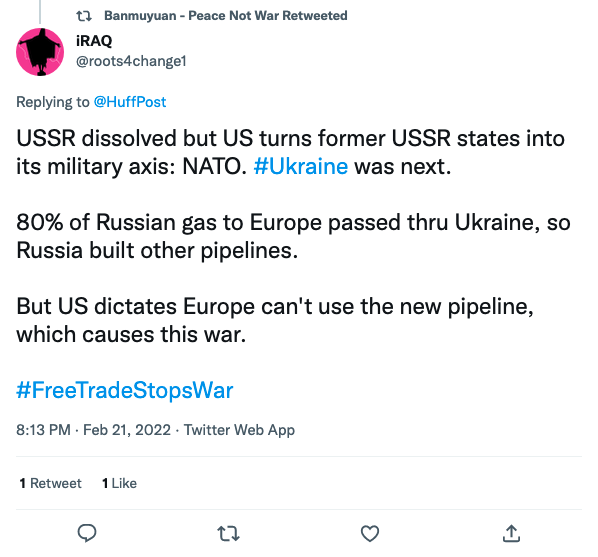 Banmuyuan - Peace Not War Retweeted
iRAQ
@roots4change1
Replying to @HuffPost
USSR dissolved but US turns former USSR states into
its military axis: NATO. #Ukraine was next.
80% of Russian gas to Europe passed thru Ukraine, so
Russia built other pipelines.
But US dictates Europe can't use the new pipeline,
which causes this war.
#FreeTradeStopsWar
8:13 PM · Feb 21, 2022 · Twitter Web App
1 Retweet 1 Like